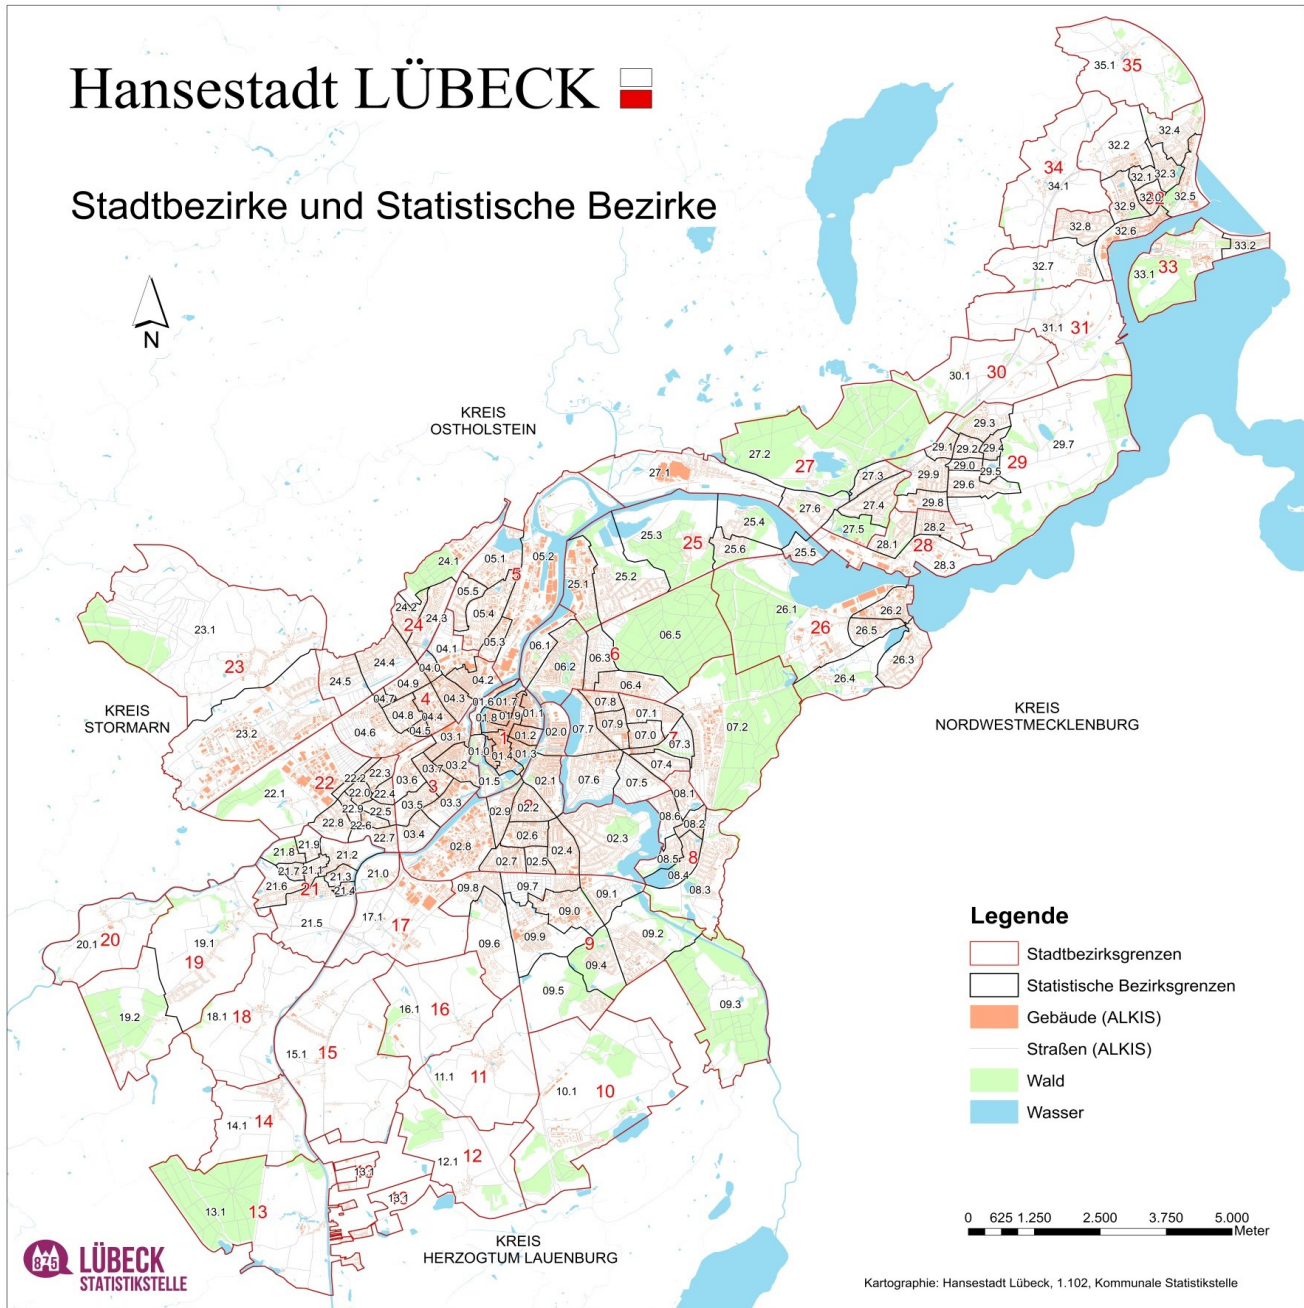 Hansestadt LÜBECK
Stadtbezirke und Statistische Bezirke
N
KREIS
OSTHOLSTEIN
KREIS
STORMARN
KREIS
NORDWESTMECKLENBURG
KREIS
HERZOGTUM LAUENBURG
35.1 35
32.4
32.2
34
34.1
32.1 32.3
32.0 32.5
32.9
32.8 32.6
33.2
32.7
33.1 33
31.1 31
30.1 30
29.3
29.1 29.2 29.4 29.7
27.2 27
29.0 29.5 29
27.1 27.3 29.9
29.6
27.6 27.4 29.8
25.4
27.5 28.2
25.3 25 25.6 25.5 28.1 28
28.3
24.1 05.1 05.2
5
25.2
25.1
05.5
24.2 24.3 05.4
24
26.1 26.2
26 26.5
23.1
23
05.3
04.1 06.1 06.3 6 06.5
26.3
24.4 04.0 06.2
26.4
24.5 04.9 04.2 06.4
04.7 4 04.3 01.6 01.7
04.8 04.4 01.8 01.9 01.1
07.8 07.1
04.5
23.2 04.6 03.1 1 01.2 02.0 07.7 07.9 07.0 7 07.2
07.3
01.0 01.4 01.3
03.7 03.2 07.4
22.3 03.6 01.5 02.1 07.6 07.5
22 22.2
22.1 22.0 22.4 3 08.1
22.9 22.5 03.5 03.3 02.9 02.2
22.8 22.6 08.6 08.2
22.7 03.4 02.6 02.3
21.9
21.8 21.2 02.8 02.4
02.7 02.5 08.5 8
21.7 21.1 21.3 21.0 08.4
21.6 21 21.4 09.8 09.7 09.1 08.3
21.5 17.1 17 09.0
20.1 20 19.1 09.6 09.9 9 09.2
19 09.4
09.5 09.3
19.2 18.1 18 16.1 16
15.1 15
11.1 11 10.1 10
14.1 14
12.1 12
13.1
13.1 13 13.1
Legende
Stadtbezirksgrenzen
Statistische Bezirksgrenzen
Gebäude (ALKIS)
Straßen (ALKIS)
Wald
Wasser
0 625 1.250 2.500 3.750 5.000
Meter
875 LÜBECK
STATISTIKSTELLE
Kartographie: Hansestadt Lübeck, 1.102, Kommunale Statistikstelle